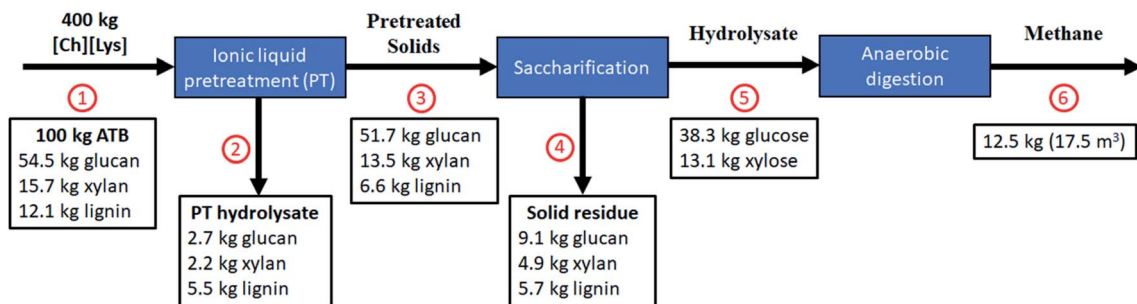 400 kg
[Ch][Lys]
Ionic liquid
pretreatment (PT)
Pretreated
Solids
Saccharification
Hydrolysate
Anaerobic
digestion
Methane
1
100 kg ATB
54.5 kg glucan
15.7 kg xylan
12.1 kg lignin
2
PT hydrolysate
2.7 kg glucan
2.2 kg xylan
5.5 kg lignin
3
51.7 kg glucan
13.5 kg xylan
6.6 kg lignin
4
Solid residue
9.1 kg glucan
4.9 kg xylan
5.7 kg lignin
5
38.3 kg glucose
13.1 kg xylose
6
12.5 kg (17.5 m³)